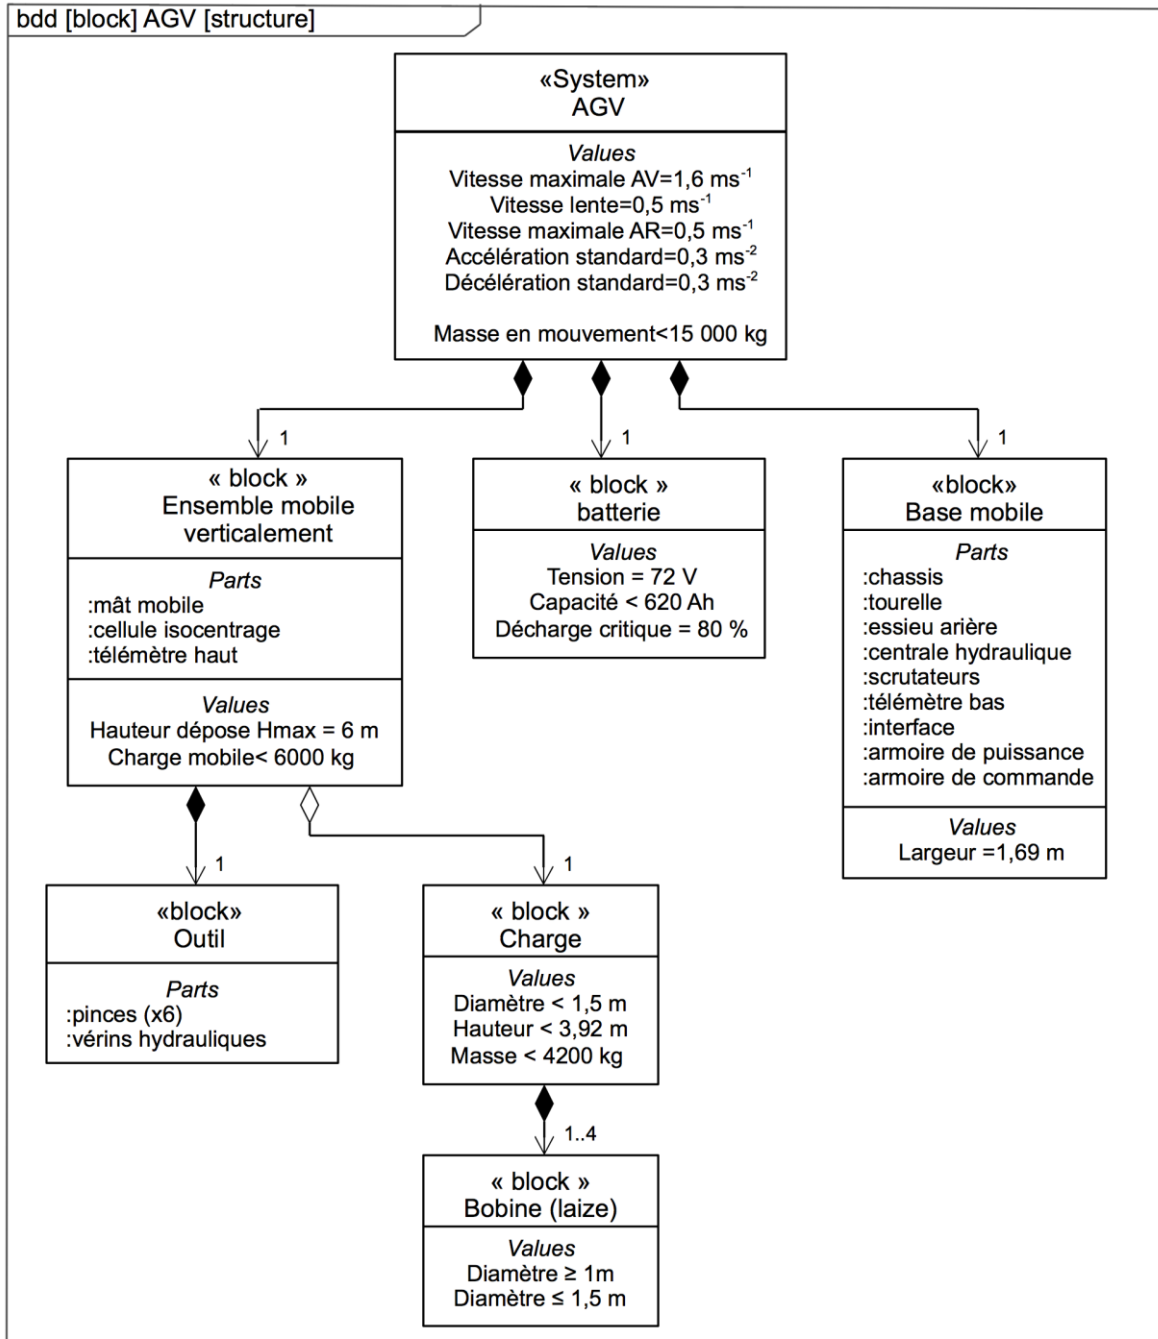 bdd [block] AGV [structure]
«System»
AGV
Values
Vitesse maximale AV=1,6 ms⁻¹
Vitesse lente=0,5 ms⁻¹
Vitesse maximale AR=0,5 ms⁻¹
Accélération standard=0,3 ms⁻²
Décélération standard=0,3 ms⁻²
Masse en mouvement<15 000 kg
1
1
1
« block »
Ensemble mobile
verticalement
Parts
:mât mobile
:cellule isocentrage
:télémètre haut
Values
Hauteur dépose Hmax = 6 m
Charge mobile< 6000 kg
« block »
batterie
Values
Tension = 72 V
Capacité < 620 Ah
Décharge critique = 80 %
«block»
Base mobile
Parts
:chassis
:tourelle
:essieu arière
:centrale hydraulique
:scrutateurs
:télémètre bas
:interface
:armoire de puissance
:armoire de commande
Values
Largeur =1,69 m
1
1
«block»
Outil
Parts
:pinces (x6)
:vérins hydrauliques
« block »
Charge
Values
Diamètre < 1,5 m
Hauteur < 3,92 m
Masse < 4200 kg
1..4
« block »
Bobine (laize)
Values
Diamètre ≥ 1m
Diamètre ≤ 1,5 m